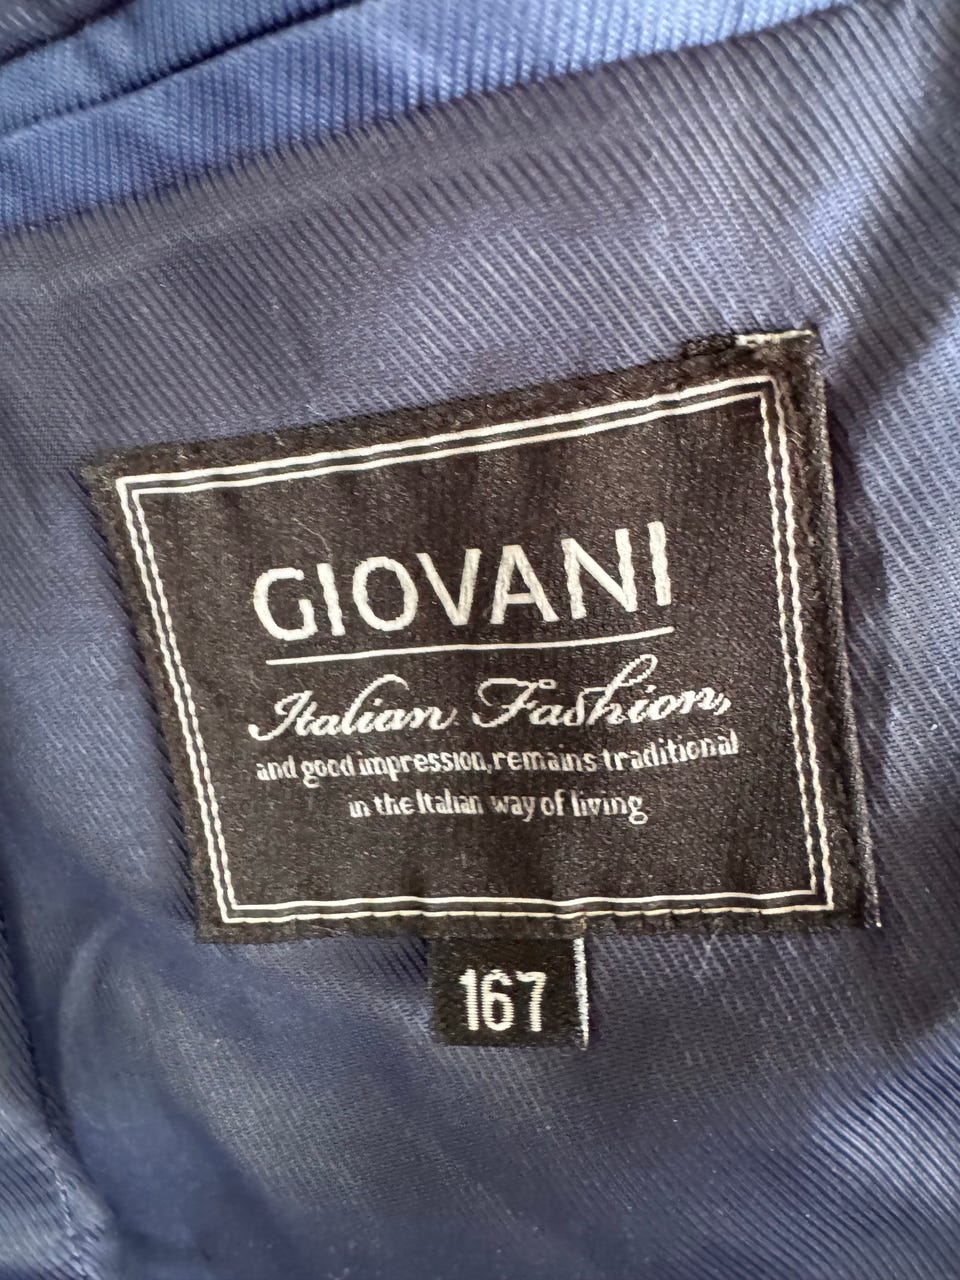 GIOVANI
Italian Fashion,
and good impression,remains traditional
in the Italian way of living
167